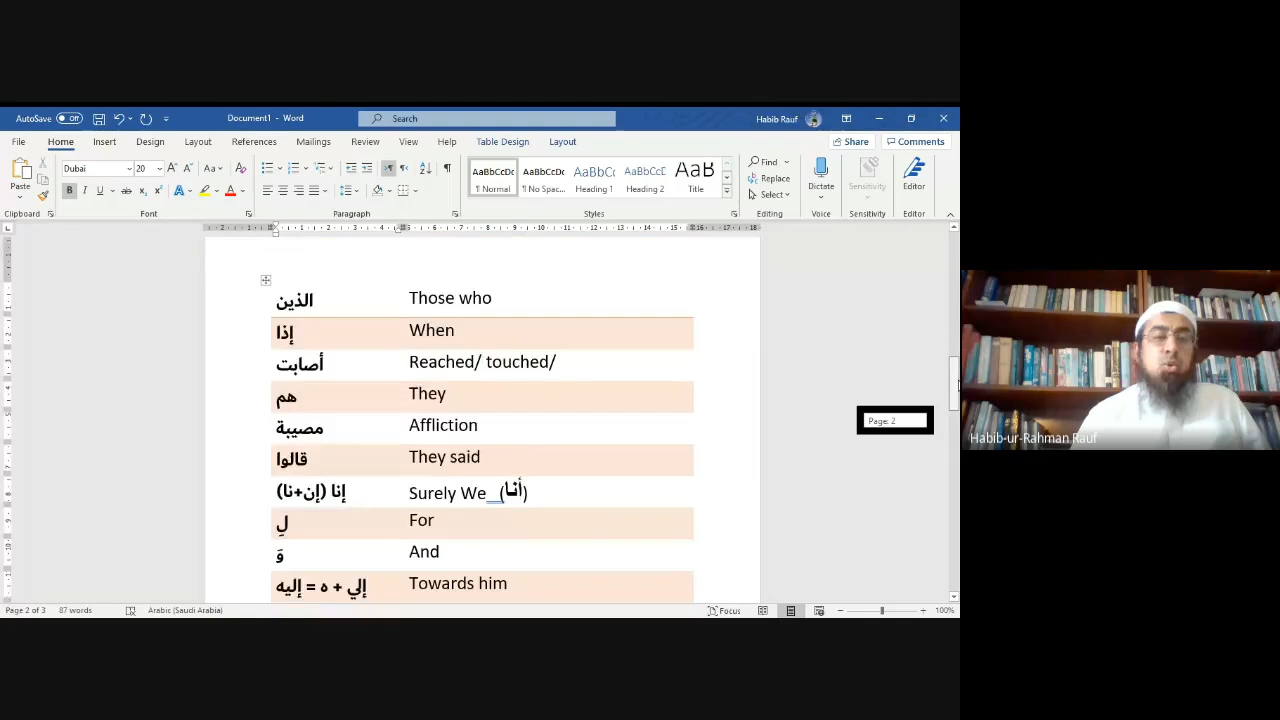 AutoSave Off Document1 - Word Search Habib Rauf
File Home Insert Design Layout References Mailings Review View Help Table Design Layout Share Comments
Paste Dubai 20 Aa AaBbCcDc AaBbCcDc AaBbCc AaBbCcD AaB Find Replace Select Dictate Sensitivity Editor
¶ Normal ¶ No Spac... Heading 1 Heading 2 Title
Clipboard Font Paragraph Styles Editing Voice Sensitivity Editor
الذين Those who
إذا When
أصابت Reached/ touched/
هم They
مصيبة Affliction
قالوا They said
إنا (إن+نا) Surely We (أنا)
لِ For
وَ And
إلي + ه = إليه Towards him
Page: 2
Habib-ur-Rahman Rauf
Page 2 of 3 87 words Arabic (Saudi Arabia) Focus 100%